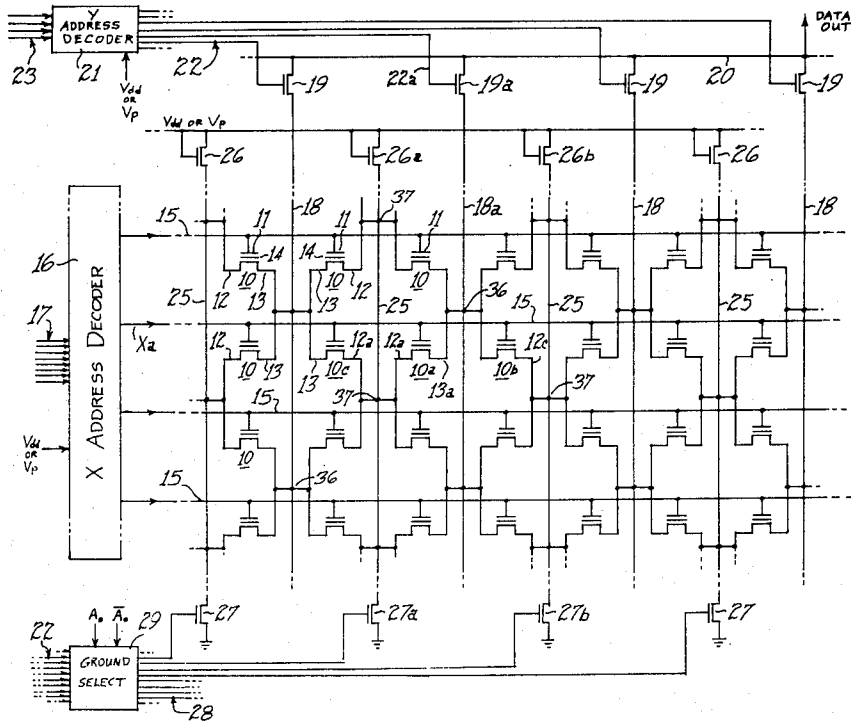 Y
ADDRESS
DECODER
23
21
22
Vdd
OR
Vp
DATA
OUT
20
19
22a
19a
19
19
Vdd OR Vp
26
26a
26b
26
16
X ADDRESS DECODER
17
Vdd
OR
Vp
15
18
37
18a
18
18
11
11
11
14
14
12
10
13
13
10
12
10
25
25
36
25
25
Xa
15
12
10
13
13
10c
12a
12a
10a
13a
10b
12c
37
37
15
10
15
36
27
27a
27b
27
A₀
A̅₀
29
22
GROUND
SELECT
28